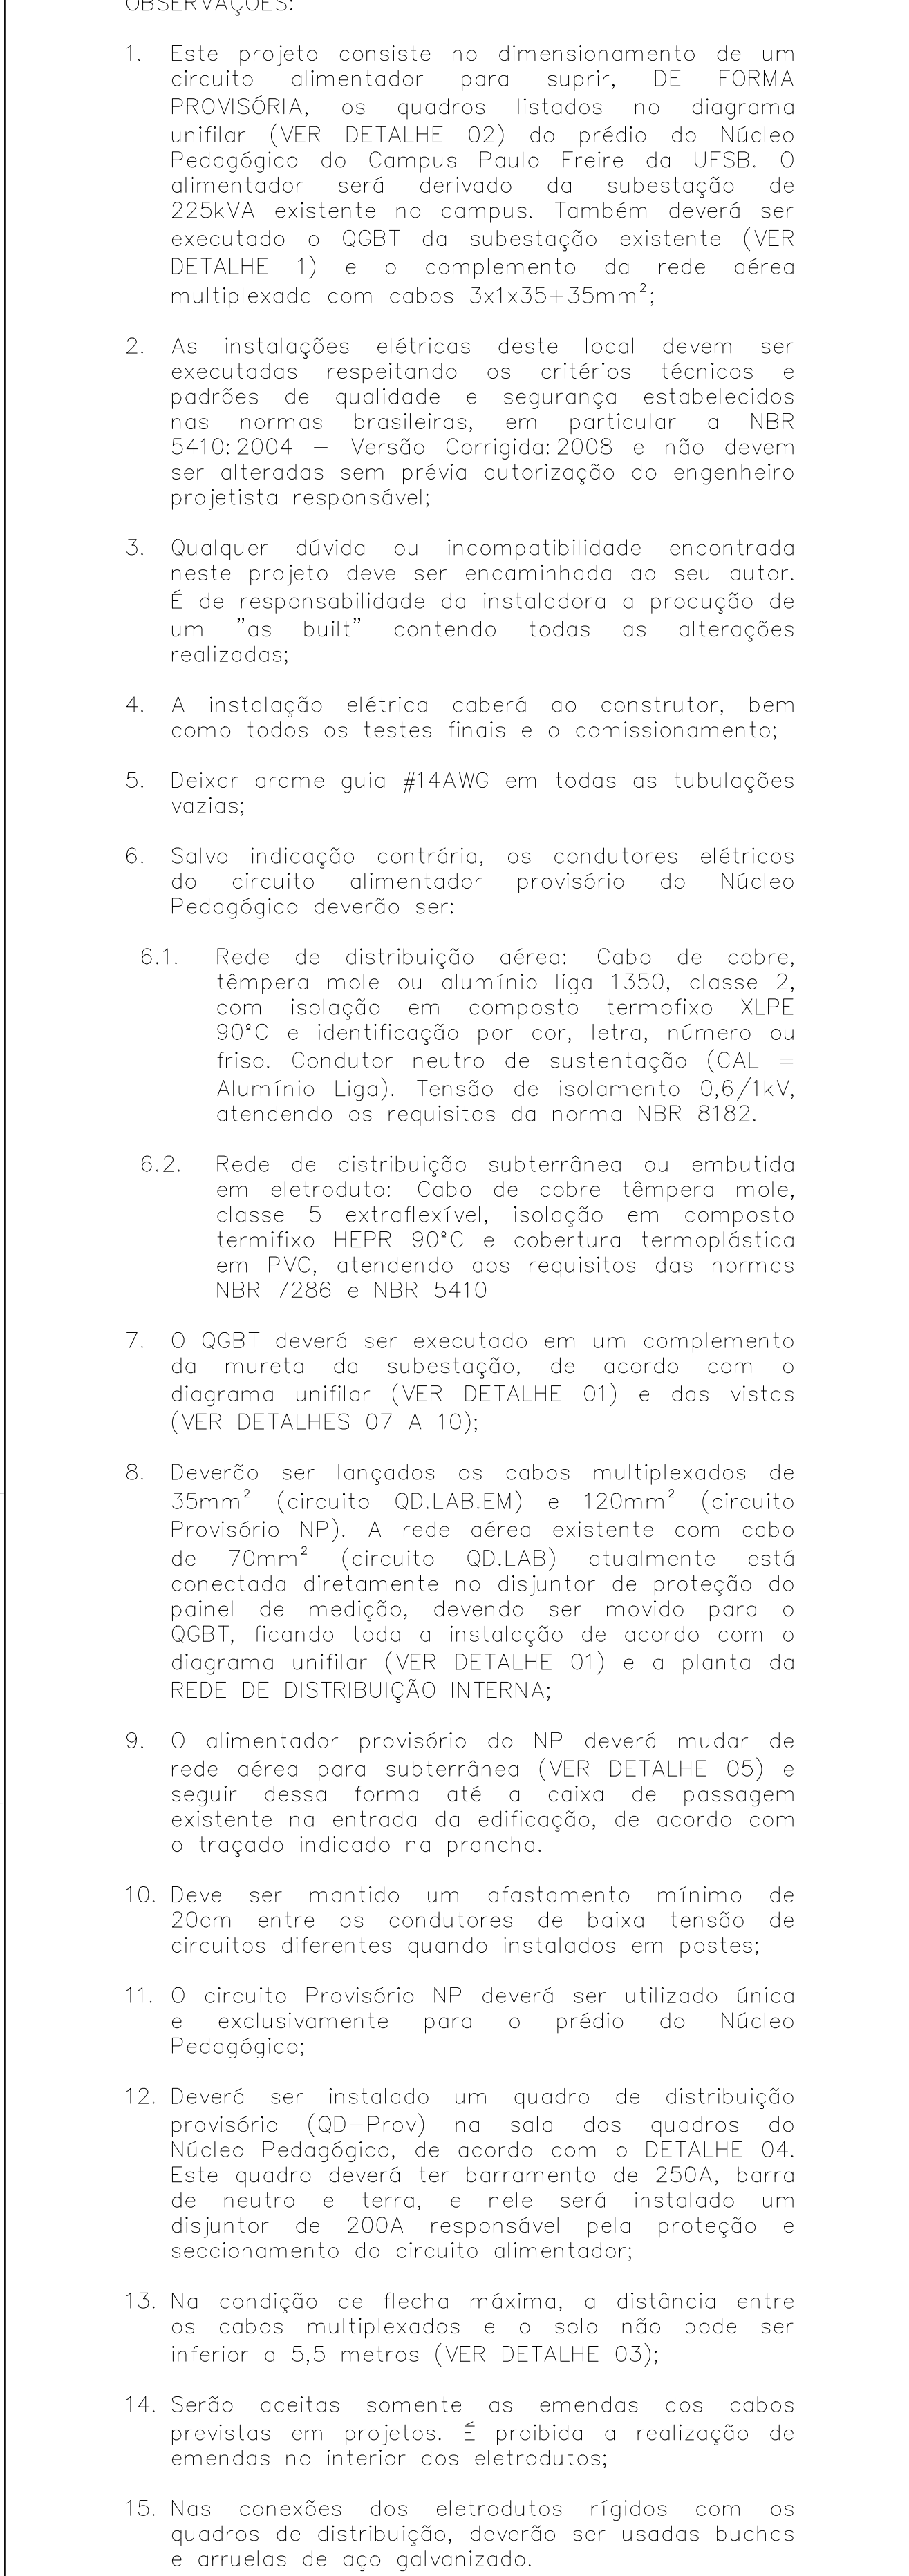 OBSERVAÇÕES:
1. Este projeto consiste no dimensionamento de um
circuito alimentador para suprir, DE FORMA
PROVISÓRIA, os quadros listados no diagrama
unifilar (VER DETALHE 02) do prédio do Núcleo
Pedagógico do Campus Paulo Freire da UFSB. O
alimentador será derivado da subestação de
225kVA existente no campus. Também deverá ser
executado o QGBT da subestação existente (VER
DETALHE 1) e o complemento da rede aérea
multiplexada com cabos 3x1x35+35mm²;
2. As instalações elétricas deste local devem ser
executadas respeitando os critérios técnicos e
padrões de qualidade e segurança estabelecidos
nas normas brasileiras, em particular a NBR
5410:2004 – Versão Corrigida:2008 e não devem
ser alteradas sem prévia autorização do engenheiro
projetista responsável;
3. Qualquer dúvida ou incompatibilidade encontrada
neste projeto deve ser encaminhada ao seu autor.
É de responsabilidade da instaladora a produção de
um ”as built” contendo todas as alterações
realizadas;
4. A instalação elétrica caberá ao construtor, bem
como todos os testes finais e o comissionamento;
5. Deixar arame guia #14AWG em todas as tubulações
vazias;
6. Salvo indicação contrária, os condutores elétricos
do circuito alimentador provisório do Núcleo
Pedagógico deverão ser:
6.1. Rede de distribuição aérea: Cabo de cobre,
têmpera mole ou alumínio liga 1350, classe 2,
com isolação em composto termofixo XLPE
90°C e identificação por cor, letra, número ou
friso. Condutor neutro de sustentação (CAL =
Alumínio Liga). Tensão de isolamento 0,6/1kV,
atendendo os requisitos da norma NBR 8182.
6.2. Rede de distribuição subterrânea ou embutida
em eletroduto: Cabo de cobre têmpera mole,
classe 5 extraflexível, isolação em composto
termifixo HEPR 90°C e cobertura termoplástica
em PVC, atendendo aos requisitos das normas
NBR 7286 e NBR 5410
7. O QGBT deverá ser executado em um complemento
da mureta da subestação, de acordo com o
diagrama unifilar (VER DETALHE 01) e das vistas
(VER DETALHES 07 A 10);
8. Deverão ser lançados os cabos multiplexados de
35mm² (circuito QD.LAB.EM) e 120mm² (circuito
Provisório NP). A rede aérea existente com cabo
de 70mm² (circuito QD.LAB) atualmente está
conectada diretamente no disjuntor de proteção do
painel de medição, devendo ser movido para o
QGBT, ficando toda a instalação de acordo com o
diagrama unifilar (VER DETALHE 01) e a planta da
REDE DE DISTRIBUIÇÃO INTERNA;
9. O alimentador provisório do NP deverá mudar de
rede aérea para subterrânea (VER DETALHE 05) e
seguir dessa forma até a caixa de passagem
existente na entrada da edificação, de acordo com
o traçado indicado na prancha.
10. Deve ser mantido um afastamento mínimo de
20cm entre os condutores de baixa tensão de
circuitos diferentes quando instalados em postes;
11. O circuito Provisório NP deverá ser utilizado única
e exclusivamente para o prédio do Núcleo
Pedagógico;
12. Deverá ser instalado um quadro de distribuição
provisório (QD–Prov) na sala dos quadros do
Núcleo Pedagógico, de acordo com o DETALHE 04.
Este quadro deverá ter barramento de 250A, barra
de neutro e terra, e nele será instalado um
disjuntor de 200A responsável pela proteção e
seccionamento do circuito alimentador;
13. Na condição de flecha máxima, a distância entre
os cabos multiplexados e o solo não pode ser
inferior a 5,5 metros (VER DETALHE 03);
14. Serão aceitas somente as emendas dos cabos
previstas em projetos. É proibida a realização de
emendas no interior dos eletrodutos;
15. Nas conexões dos eletrodutos rígidos com os
quadros de distribuição, deverão ser usadas buchas
e arruelas de aço galvanizado.